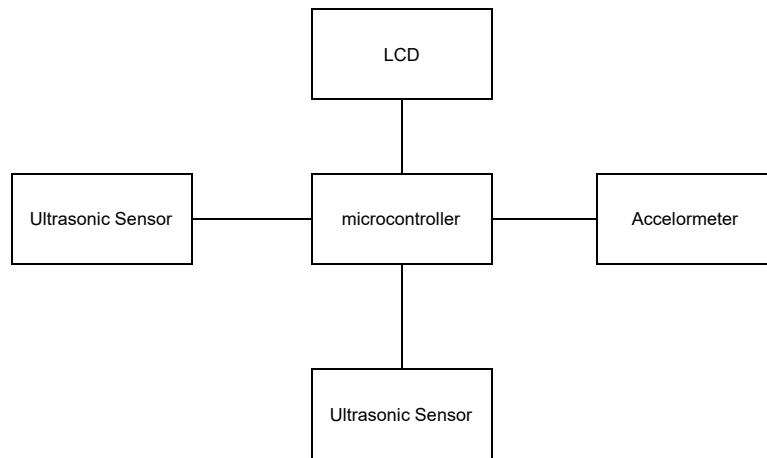 LCD
Ultrasonic Sensor
microcontroller
Accelormeter
Ultrasonic Sensor